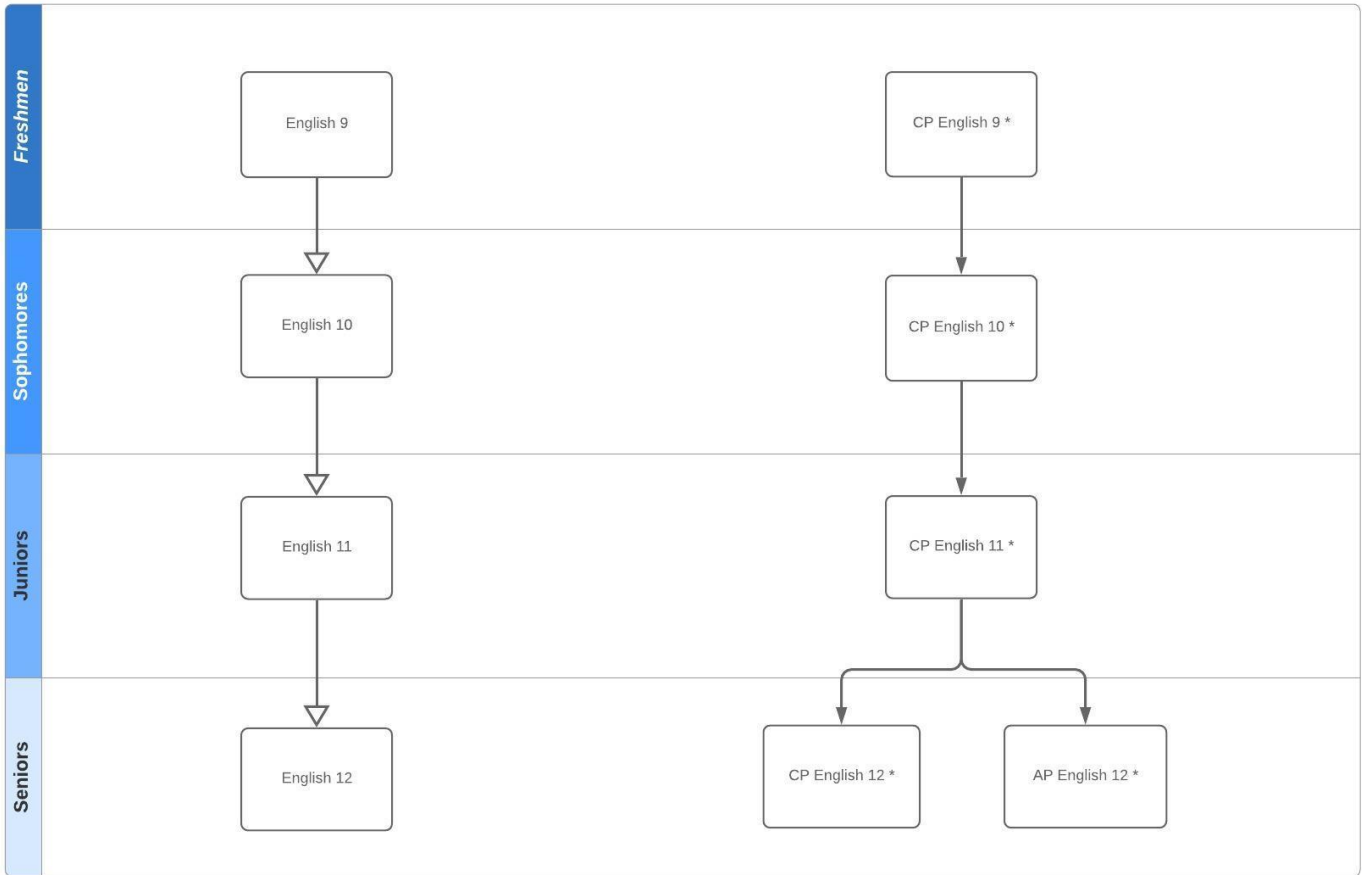 Freshmen
English 9
CP English 9 *
Sophomores
English 10
CP English 10 *
Juniors
English 11
CP English 11 *
Seniors
English 12
CP English 12 *
AP English 12 *